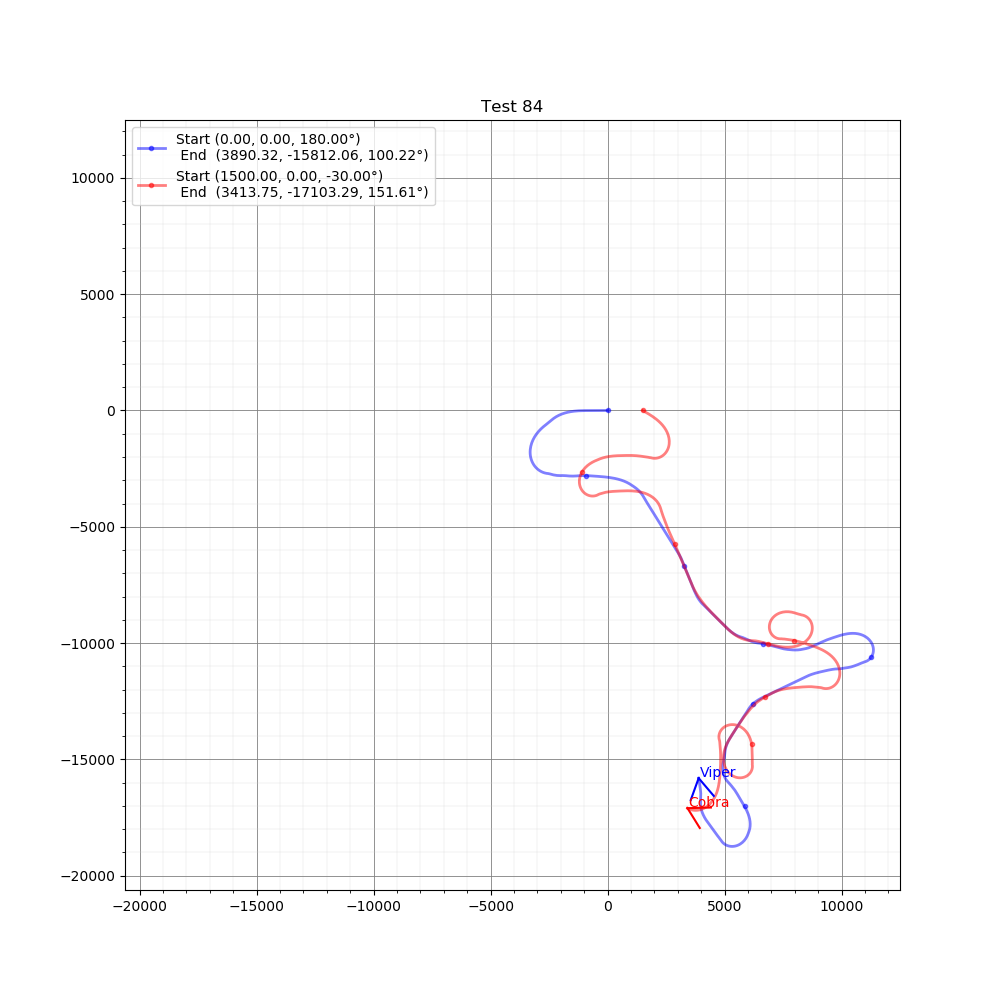 Test 84
Start (0.00, 0.00, 180.00°)
End (3890.32, -15812.06, 100.22°)
Start (1500.00, 0.00, -30.00°)
End (3413.75, -17103.29, 151.61°)
10000
5000
0
−5000
−10000
−15000
−20000
Viper
Cobra
−20000 −15000 −10000 −5000 0 5000 10000